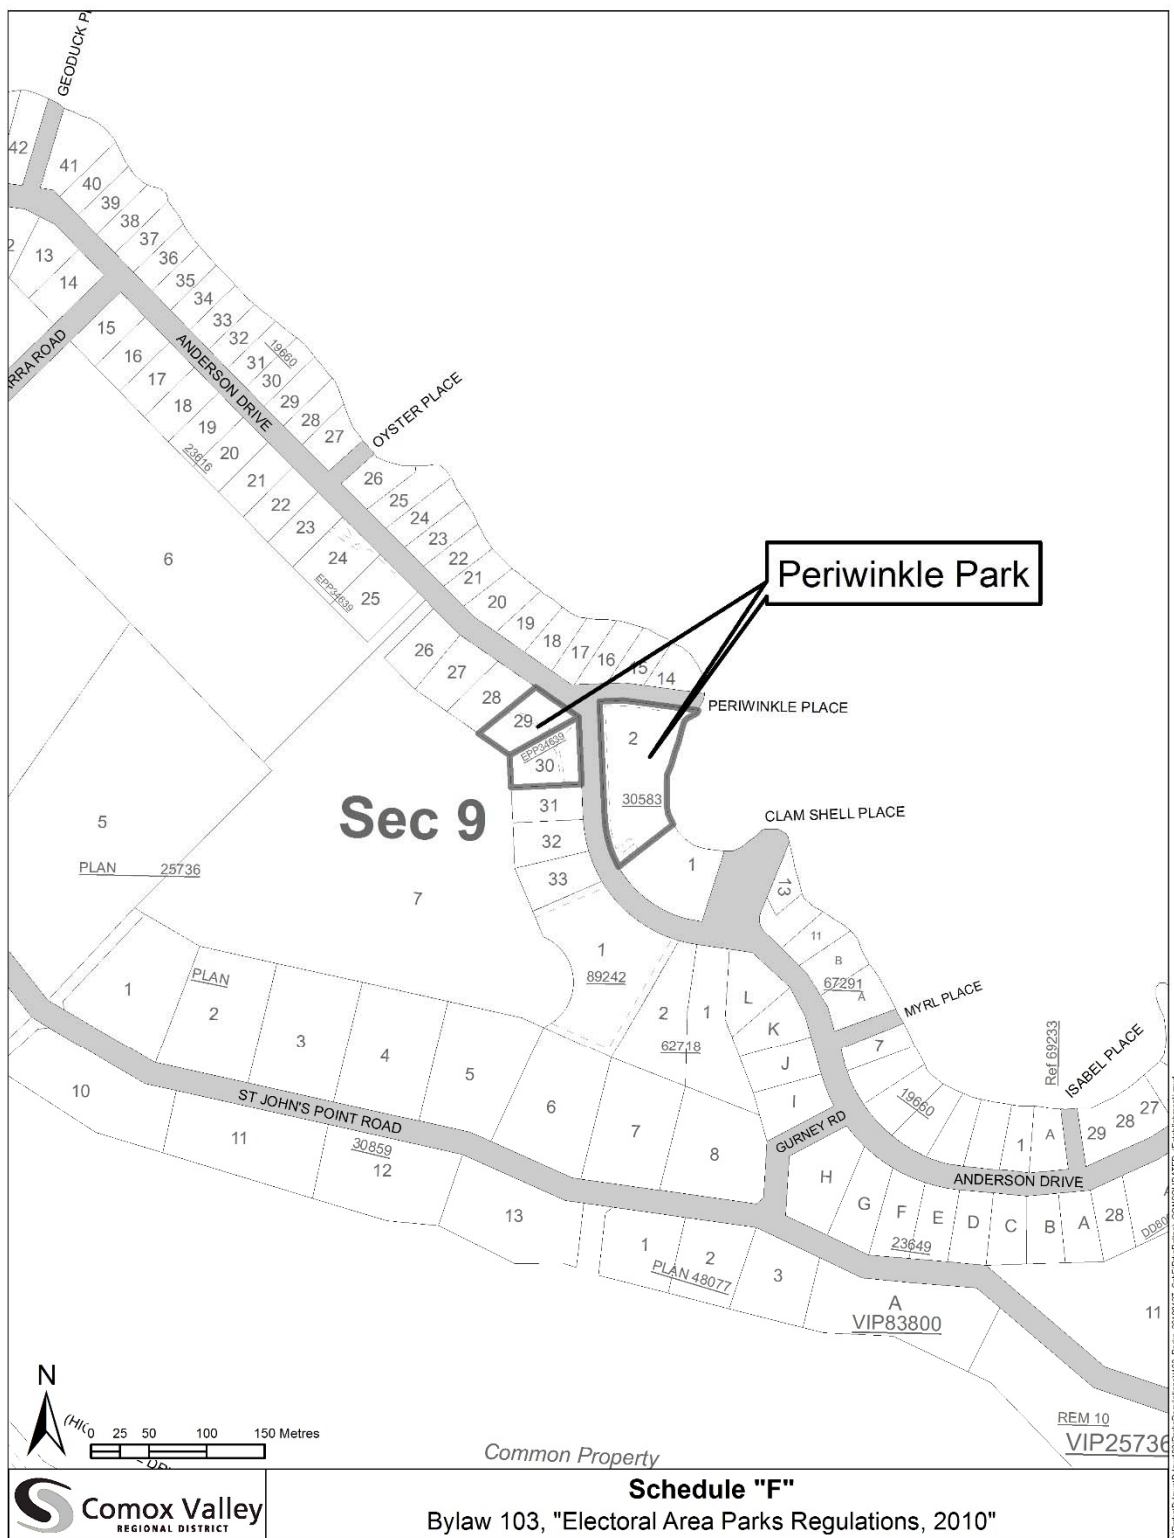 GEODUCK P
42
41
40
39
38
37
36
35
34
33
32
31
30
29
28
27
19660
2
13
14
RRA ROAD
15
16
17
18
19
20
21
22
23
24
25
23616
EPP34639
ANDERSON DRIVE
OYSTER PLACE
26
25
24
23
22
21
20
19
18
17
16
15
14
6
Periwinkle Park
26
27
28
29
EPP34639
30
31
32
33
2
30583
PERIWINKLE PLACE
CLAM SHELL PLACE
1
13
11
B
67291
A
MYRL PLACE
7
19660
Ref 69233
ISABEL PLACE
1
A
29
28
27
Sec 9
5
PLAN 25736
7
1
89242
2
1
62718
L
K
J
I
GURNEY RD
1
PLAN
2
3
4
5
6
7
8
10
11
ST JOHN'S POINT ROAD
30859
12
13
1
2
3
PLAN 48077
H
G
F
E
D
C
B
A
28
23649
ANDERSON DRIVE
A
VIP83800
11
REM 10
VIP25736
N
0 25 50 100 150 Metres
Common Property
Comox Valley
REGIONAL DISTRICT
Schedule "F"
Bylaw 103, "Electoral Area Parks Regulations, 2010"